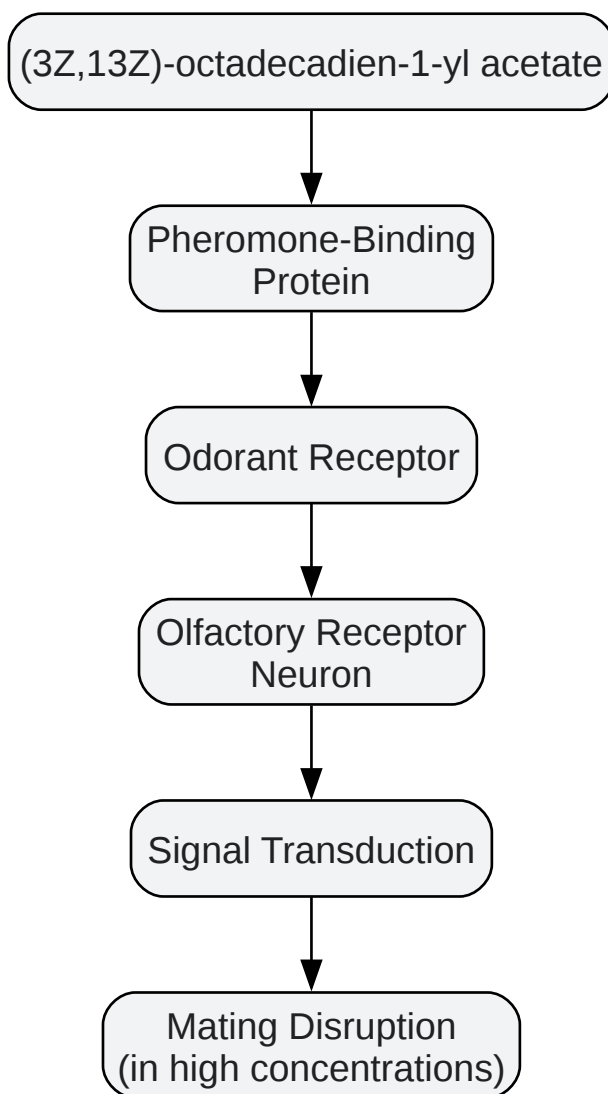 (3Z,13Z)-octadecadien-1-yl acetate
Pheromone-Binding
Protein
Odorant Receptor
Olfactory Receptor
Neuron
Signal Transduction
Mating Disruption
(in high concentrations)